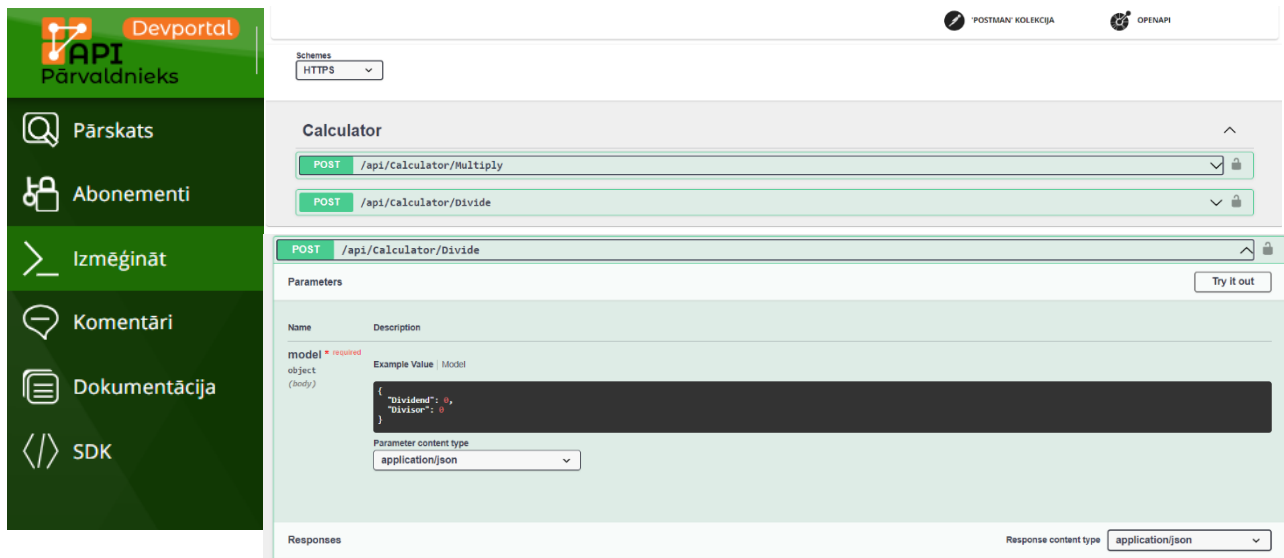 Devportal
API
Pārvaldnieks
Pārskats
Abonementi
Izmēģināt
Komentāri
Dokumentācija
SDK
'POSTMAN' KOLEKCIJA
OPENAPI
Schemes
HTTPS
Calculator
POST /api/Calculator/Multiply
POST /api/Calculator/Divide
POST /api/Calculator/Divide
Parameters
Try it out
Name Description
model * required
object
(body)
Example Value | Model
{
"Dividend": 0,
"Divisor": 0
}
Parameter content type
application/json
Responses
Response content type application/json